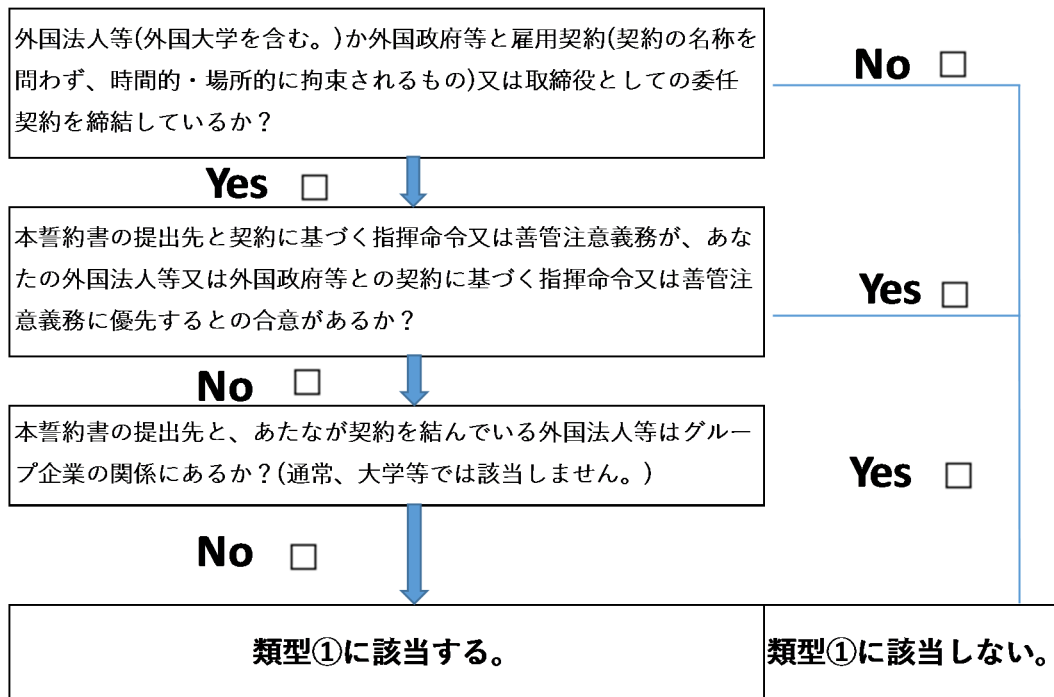 外国法人等(外国大学を含む。)か外国政府等と雇用契約(契約の名称を
問わず、時間的・場所的に拘束されるもの)又は取締役としての委任
契約を締結しているか？
No □
Yes □
本誓約書の提出先と契約に基づく指揮命令又は善管注意義務が、あな
たの外国法人等又は外国政府等との契約に基づく指揮命令又は善管注
意義務に優先するとの合意があるか？
Yes □
No □
本誓約書の提出先と、あたなが契約を結んでいる外国法人等はグルー
プ企業の関係にあるか？(通常、大学等では該当しません。)
Yes □
No □
類型①に該当する。
類型①に該当しない。